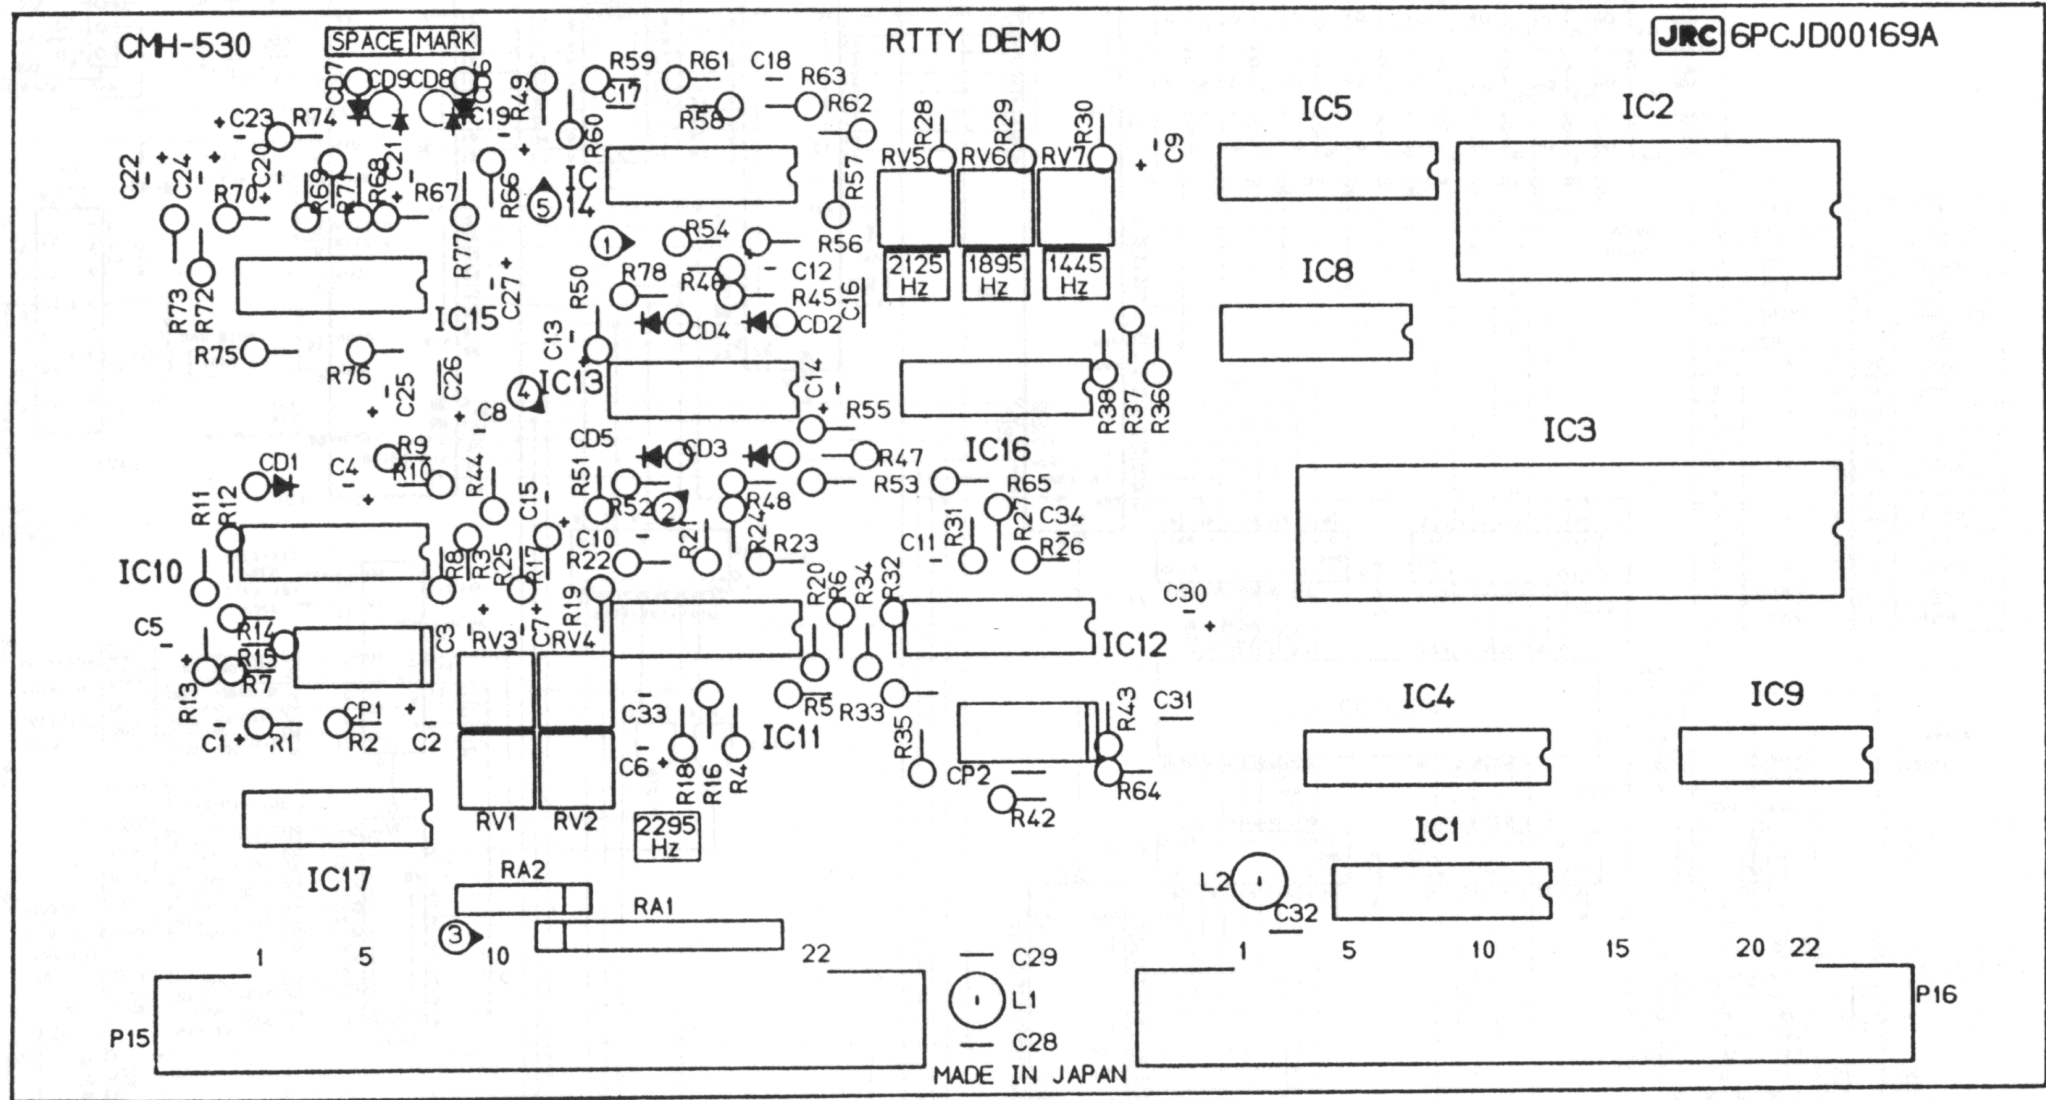 CMH-530
SPACE MARK
RTTY DEMO
JRC 6PCJD00169A
CD7 CD9 CD8 CD6
R49
R59
R61
C18
R63
C17
R58
R62
C23
R74
C19
R60
R28
R29
R30
C9
IC5
IC2
C22
C24
C20
C21
RV5
RV6
RV7
R70
R69
R71
R68
R67
R66
IC
14
5
R57
R54
1
R56
R77
C27
R78
R46
C12
R45
C16
2125
Hz
1895
Hz
1445
Hz
IC8
R73
R72
IC15
R50
CD4
CD2
C13
R75
R76
C25
C26
4
IC13
C14
R38
R37
R36
C8
R55
IC3
CD5
CD3
R47
IC16
CD1
C4
R9
R10
R44
R51
R53
R65
R11
R12
C15
R52
2
R48
R31
R27
C34
C10
R21
R24
IC10
R8
R3
R25
R17
R22
R23
C11
R26
R20
R6
R34
R32
C30
R19
C5
R14
R15
R7
C3
RV3
C7
RV4
IC12
R13
C1
R1
CP1
R2
C2
C33
IC11
R5
R33
R35
R43
C31
IC4
IC9
C6
R18
R16
R4
CP2
R64
R42
RV1
RV2
2295
Hz
IC1
IC17
RA2
RA1
L2
C32
3
1 5 10 22
C29
1 5 10 15 20 22
L1
P16
P15
C28
MADE IN JAPAN